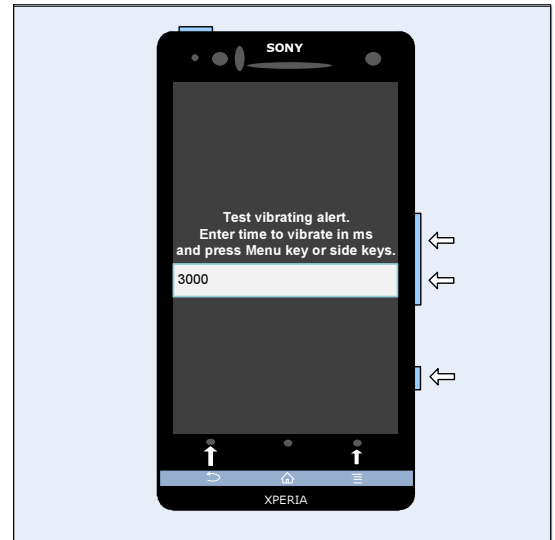 SONY
Test vibrating alert.
Enter time to vibrate in ms
and press Menu key or side keys.
3000
XPERIA